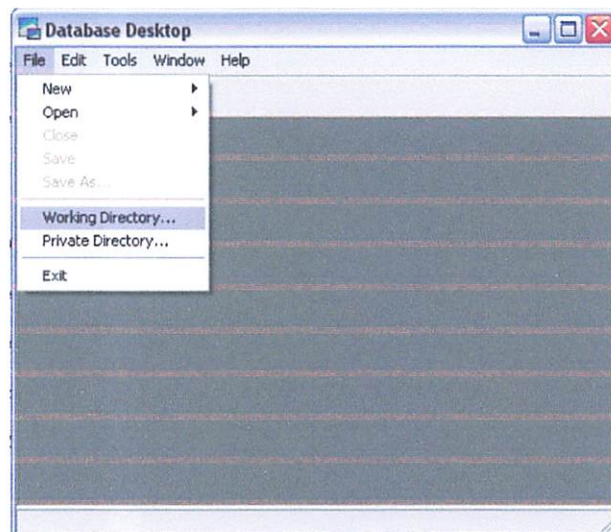 Database Desktop
File Edit Tools Window Help
New
Open
Close
Save
Save As...
Working Directory...
Private Directory...
Exit